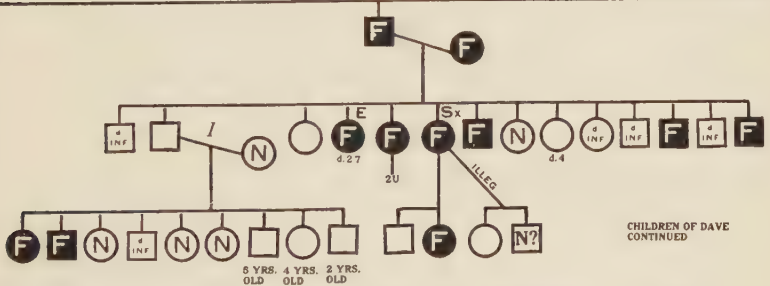 F
F
E Sx
d INF I N F F F F N d INF d INF F d INF F
d.27 2U d.4
ILLEG
F F N d INF N N F N?
CHILDREN OF DAVE
CONTINUED
5 YRS. OLD 4 YRS. OLD 2 YRS. OLD